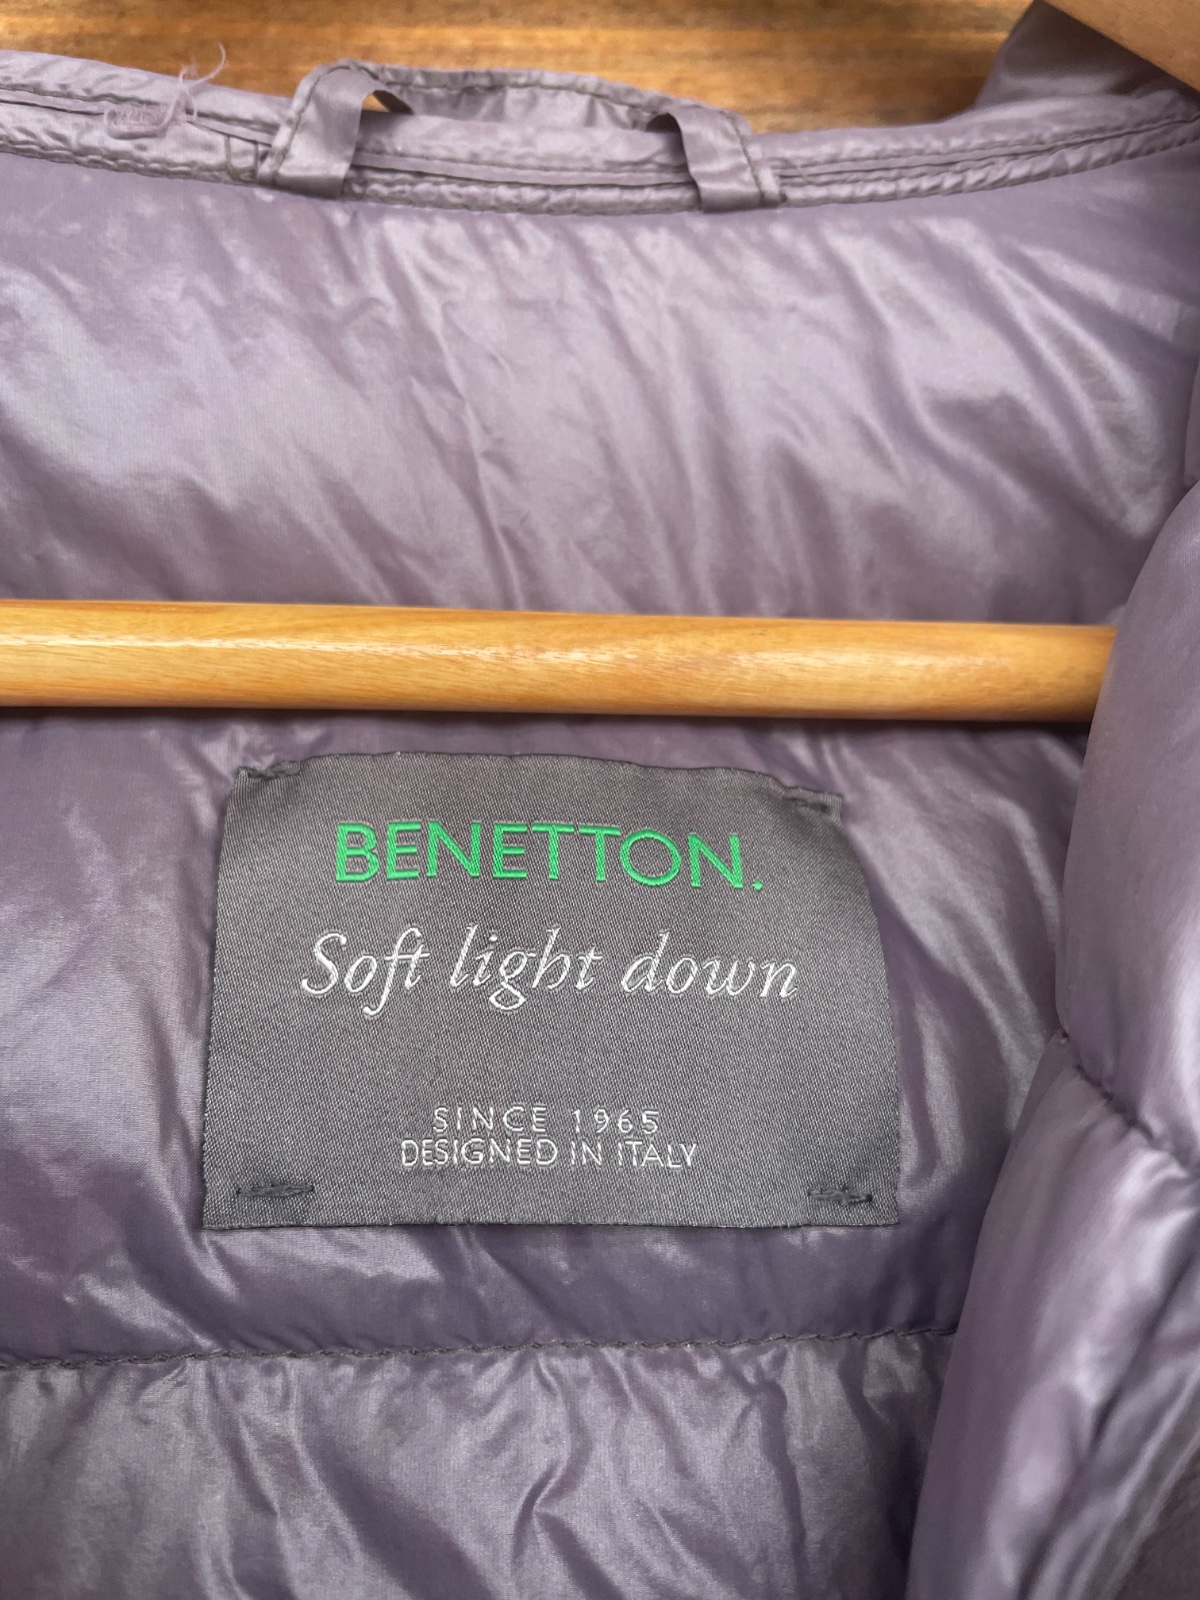 BENETTON.
Soft light down
SINCE 1965
DESIGNED IN ITALY